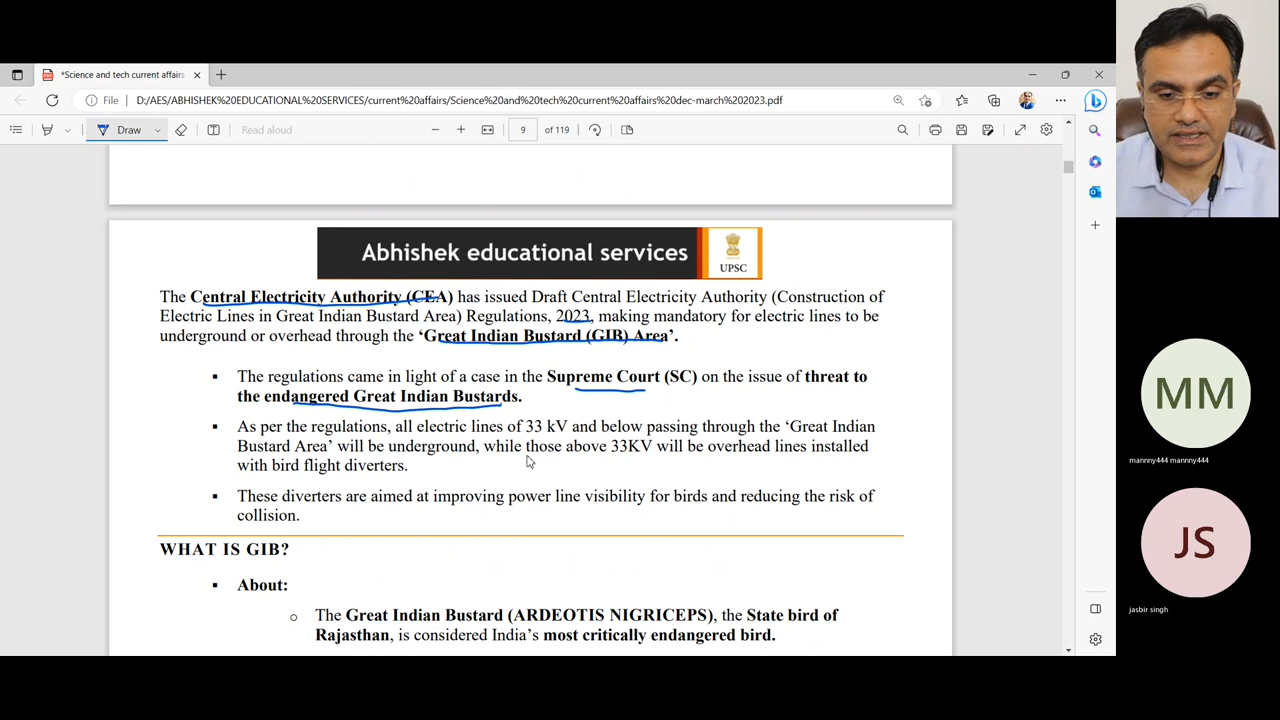 *Science and tech current affairs
File
D:/AES/ABHISHEK%20EDUCATIONAL%20SERVICES/current%20affairs/Science%20and%20tech%20current%20affairs%20dec-march%202023.pdf
Draw
Read aloud
9 of 119
Abhishek educational services
UPSC
The Central Electricity Authority (CEA) has issued Draft Central Electricity Authority (Construction of
Electric Lines in Great Indian Bustard Area) Regulations, 2023, making mandatory for electric lines to be
underground or overhead through the ‘Great Indian Bustard (GIB) Area’.
▪ The regulations came in light of a case in the Supreme Court (SC) on the issue of threat to
the endangered Great Indian Bustards.
▪ As per the regulations, all electric lines of 33 kV and below passing through the ‘Great Indian
Bustard Area’ will be underground, while those above 33KV will be overhead lines installed
with bird flight diverters.
▪ These diverters are aimed at improving power line visibility for birds and reducing the risk of
collision.
WHAT IS GIB?
▪ About:
o The Great Indian Bustard (ARDEOTIS NIGRICEPS), the State bird of
Rajasthan, is considered India’s most critically endangered bird.
MM
mannny444 mannny444
JS
jasbir singh